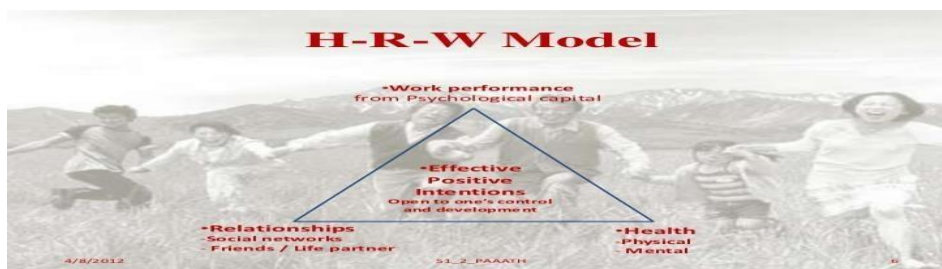 H-R-W Model
•Work performance
from Psychological capital
•Effective
Positive
Intentions
Open to one's control
and development
•Relationships
-Social networks
- Friends / Life partner
•Health
-Physical
-Mental
4/8/2012
S1_2_PAAATH
6